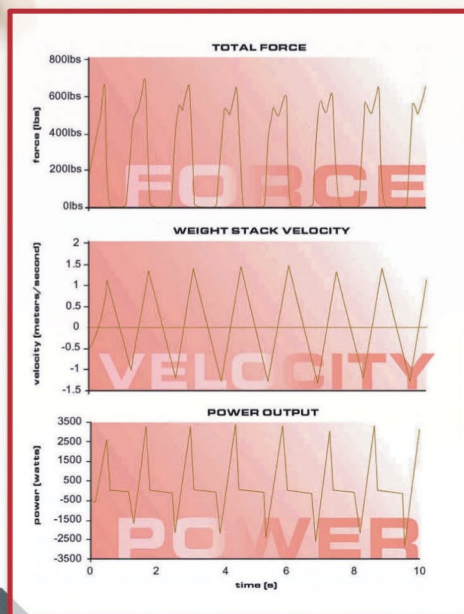 TOTAL FORCE
800lbs
600lbs
400lbs
200lbs
0lbs
force (lbs)
FORCE
WEIGHT STACK VELOCITY
2
1.5
1
0.5
0
-0.5
-1
-1.5
velocity (meters/second)
VELOCITY
POWER OUTPUT
3500
2500
1500
500
-500
-1500
-2500
-3500
power (watts)
POWER
0 2 4 6 8 10
time (s)